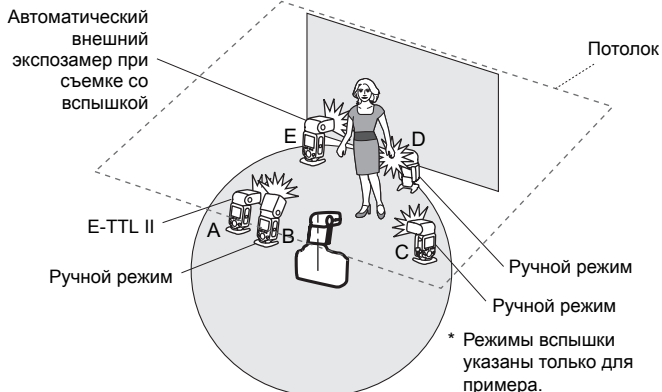 Автоматический
внешний
экспозамер при
съемке со
вспышкой
Потолок
E
D
E-TTL II
A
B
C
Ручной режим
Ручной режим
Ручной режим
* Режимы вспышки
указаны только для
примера.